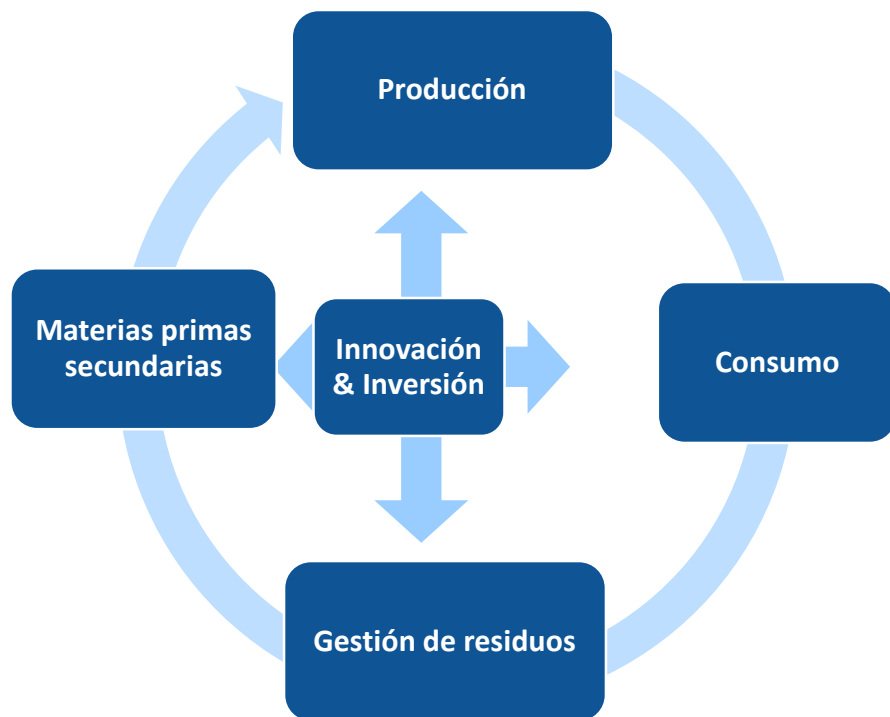 Producción
Materias primas
secundarias
Innovación
& Inversión
Consumo
Gestión de residuos